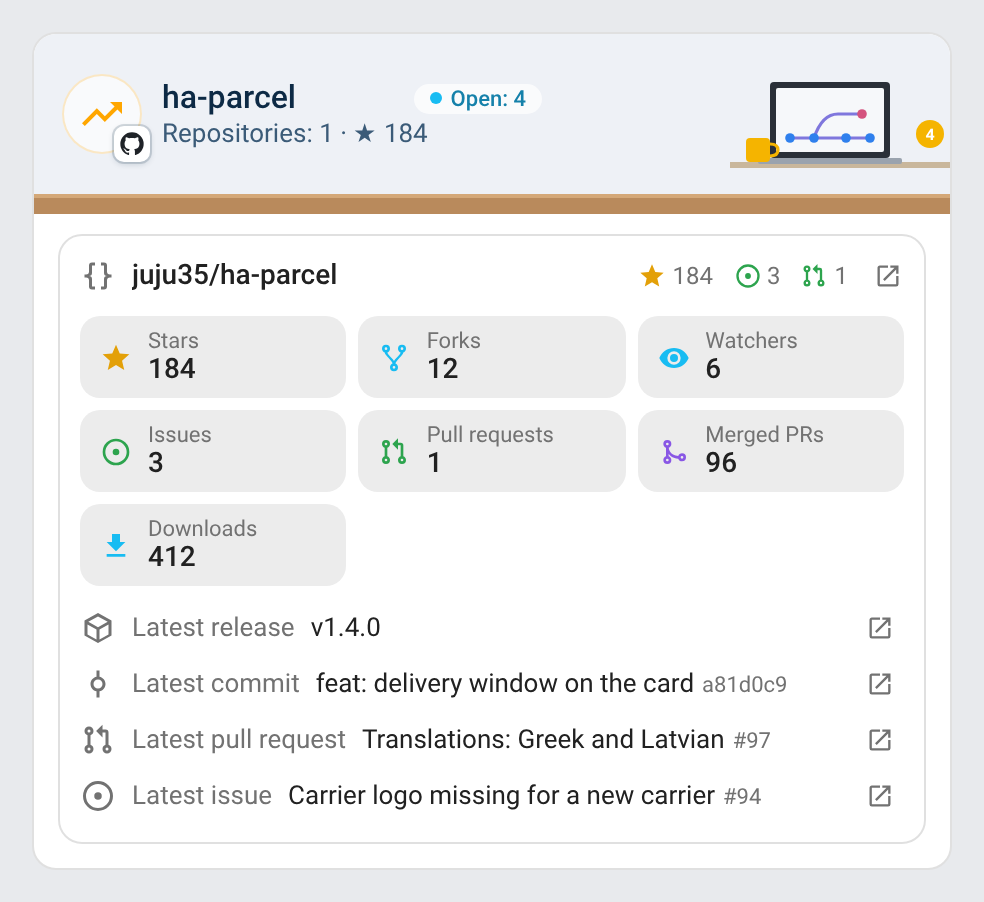 ha-parcel
Open: 4
Repositories: 1 · ★ 184
4
juju35/ha-parcel
184 3 1
Stars
184
Forks
12
Watchers
6
Issues
3
Pull requests
1
Merged PRs
96
Downloads
412
Latest release v1.4.0
Latest commit feat: delivery window on the card a81d0c9
Latest pull request Translations: Greek and Latvian #97
Latest issue Carrier logo missing for a new carrier #94